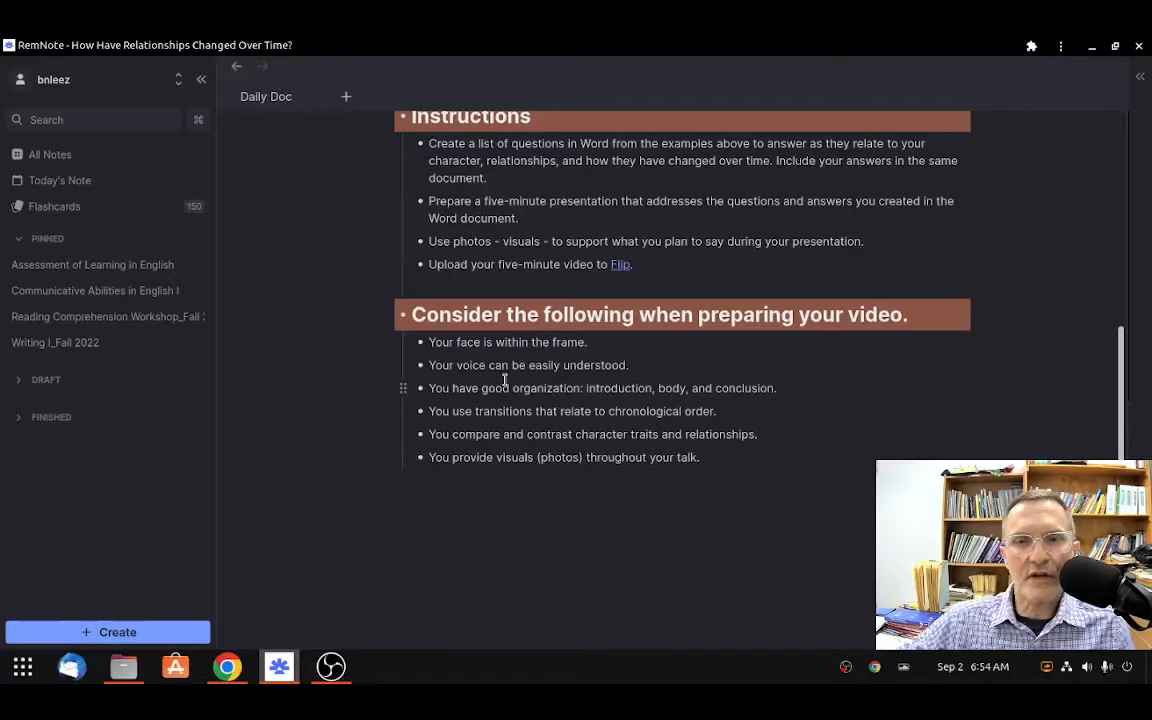 RemNote - How Have Relationships Changed Over Time?
bnleez
Daily Doc
Search
All Notes
Today's Note
Flashcards
150
PINNED
Assessment of Learning in English
Communicative Abilities in English I
Reading Comprehension Workshop_Fall
Writing I_Fall 2022
DRAFT
FINISHED
+ Create
Instructions
Create a list of questions in Word from the examples above to answer as they relate to your
character, relationships, and how they have changed over time. Include your answers in the same
document.
Prepare a five-minute presentation that addresses the questions and answers you created in the
Word document.
Use photos - visuals - to support what you plan to say during your presentation.
Upload your five-minute video to Flip.
Consider the following when preparing your video.
Your face is within the frame.
Your voice can be easily understood.
You have good organization: introduction, body, and conclusion.
You use transitions that relate to chronological order.
You compare and contrast character traits and relationships.
You provide visuals (photos) throughout your talk.
Sep 2 6:54 AM